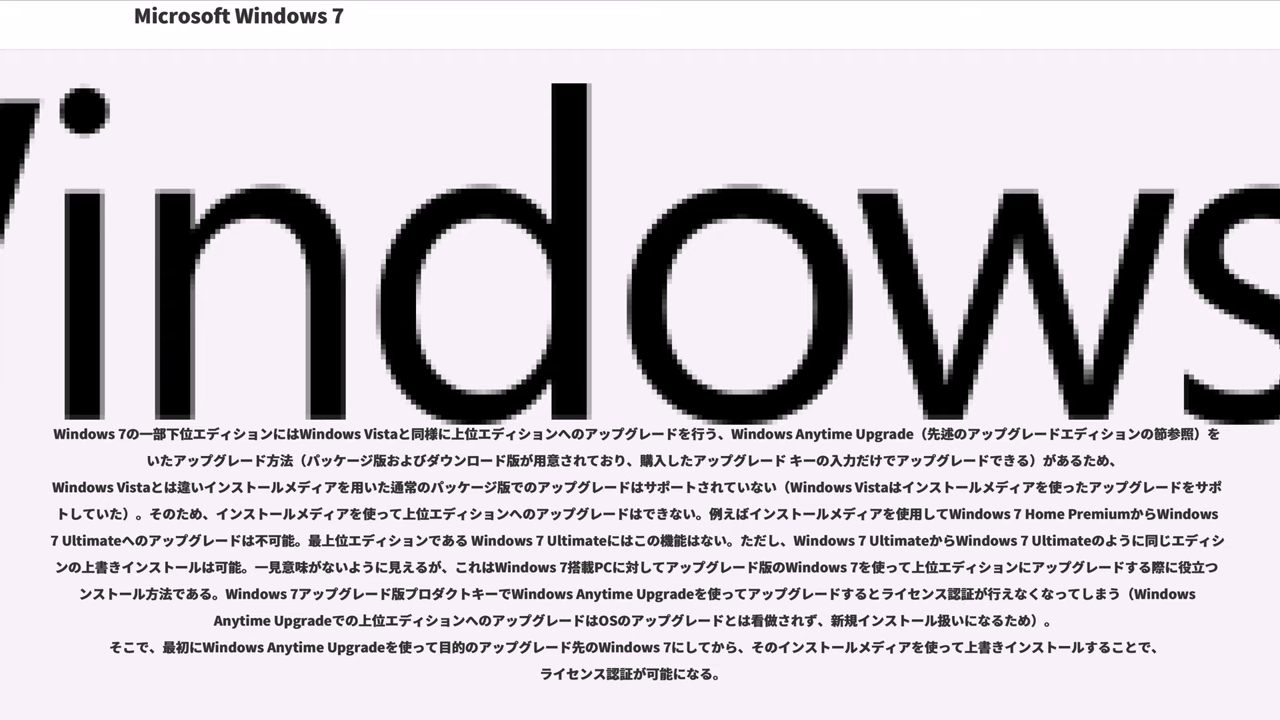 Microsoft Windows 7
Windows
Windows 7の一部下位エディションにはWindows Vistaと同様に上位エディションへのアップグレードを行う、Windows Anytime Upgrade（先述のアップグレードエディションの節参照）を
いたアップグレード方法（パッケージ版およびダウンロード版が用意されており、購入したアップグレード キーの入力だけでアップグレードできる）があるため、
Windows Vistaとは違いインストールメディアを用いた通常のパッケージ版でのアップグレードはサポートされていない（Windows Vistaはインストールメディアを使ったアップグレードをサポ
トしていた）。そのため、インストールメディアを使って上位エディションへのアップグレードはできない。例えばインストールメディアを使用してWindows 7 Home PremiumからWindows
7 Ultimateへのアップグレードは不可能。最上位エディションである Windows 7 Ultimateにはこの機能はない。ただし、Windows 7 UltimateからWindows 7 Ultimateのように同じエディシ
ンの上書きインストールは可能。一見意味がないように見えるが、これはWindows 7搭載PCに対してアップグレード版のWindows 7を使って上位エディションにアップグレードする際に役立つ
ンストール方法である。Windows 7アップグレード版プロダクトキーでWindows Anytime Upgradeを使ってアップグレードするとライセンス認証が行えなくなってしまう（Windows
Anytime Upgradeでの上位エディションへのアップグレードはOSのアップグレードとは看做されず、新規インストール扱いになるため）。
そこで、最初にWindows Anytime Upgradeを使って目的のアップグレード先のWindows 7にしてから、そのインストールメディアを使って上書きインストールすることで、
ライセンス認証が可能になる。